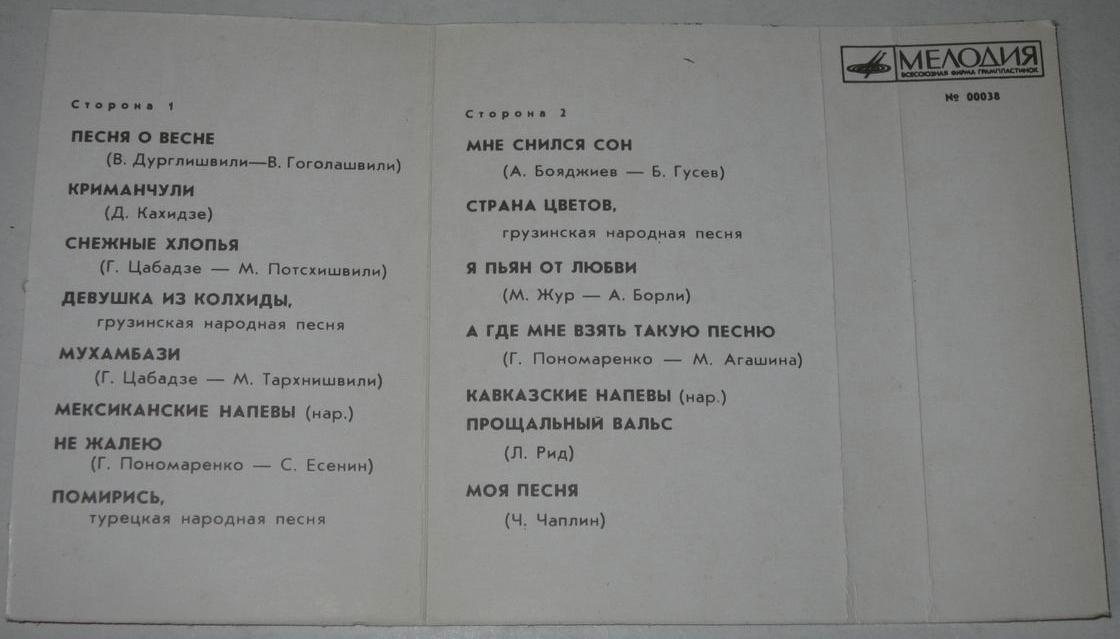 Сторона 1
ПЕСНЯ О ВЕСНЕ
(В. Дурглишвили—В. Гоголашвили)
КРИМАНЧУЛИ
(Д. Кахидзе)
СНЕЖНЫЕ ХЛОПЬЯ
(Г. Цабадзе — М. Потсхишвили)
ДЕВУШКА ИЗ КОЛХИДЫ,
грузинская народная песня
МУХАМБАЗИ
(Г. Цабадзе — М. Тархнишвили)
МЕКСИКАНСКИЕ НАПЕВЫ (нар.)
НЕ ЖАЛЕЮ
(Г. Пономаренко — С. Есенин)
ПОМИРИСЬ,
турецкая народная песня
Сторона 2
МНЕ СНИЛСЯ СОН
(А. Бояджиев — Б. Гусев)
СТРАНА ЦВЕТОВ,
грузинская народная песня
Я ПЬЯН ОТ ЛЮБВИ
(М. Жур — А. Борли)
А ГДЕ МНЕ ВЗЯТЬ ТАКУЮ ПЕСНЮ
(Г. Пономаренко — М. Агашина)
КАВКАЗСКИЕ НАПЕВЫ (нар.)
ПРОЩАЛЬНЫЙ ВАЛЬС
(Л. Рид)
МОЯ ПЕСНЯ
(Ч. Чаплин)
МЕЛОДИЯ
ВСЕСОЮЗНАЯ ФИРМА ГРАМПЛАСТИНОК
№ 00038